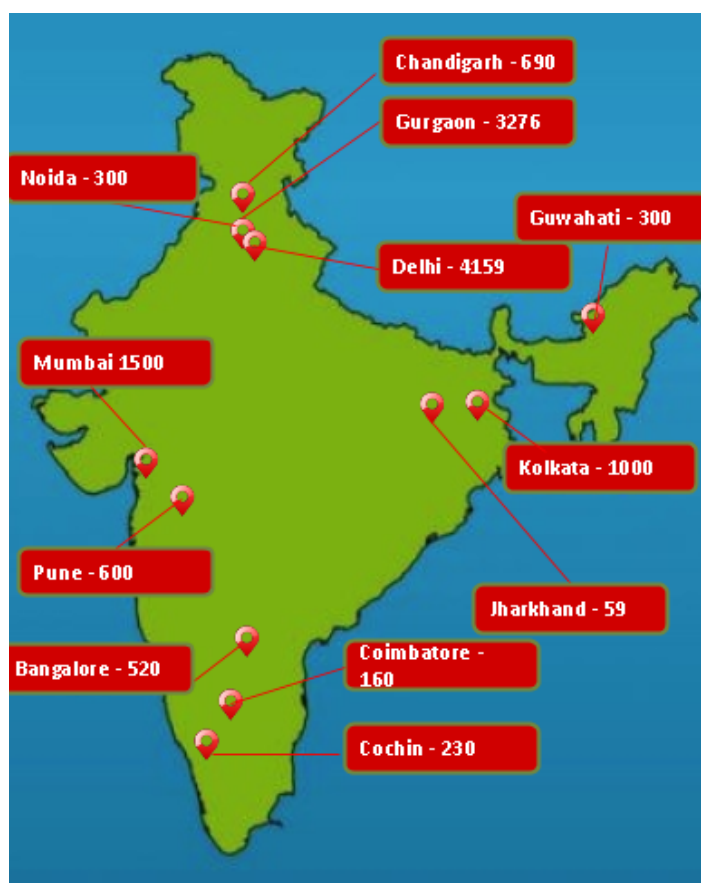 Chandigarh - 690
Gurgaon - 3276
Noida - 300
Guwahati - 300
Delhi - 4159
Mumbai 1500
Kolkata - 1000
Pune - 600
Jharkhand - 59
Coimbatore -
160
Bangalore - 520
Cochin - 230